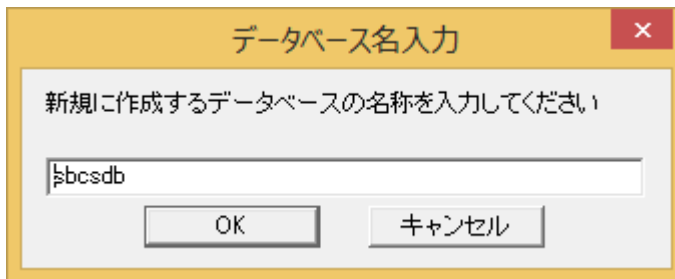 データベース名入力
新規に作成するデータベースの名称を入力してください
sbcsdb
OK
キャンセル